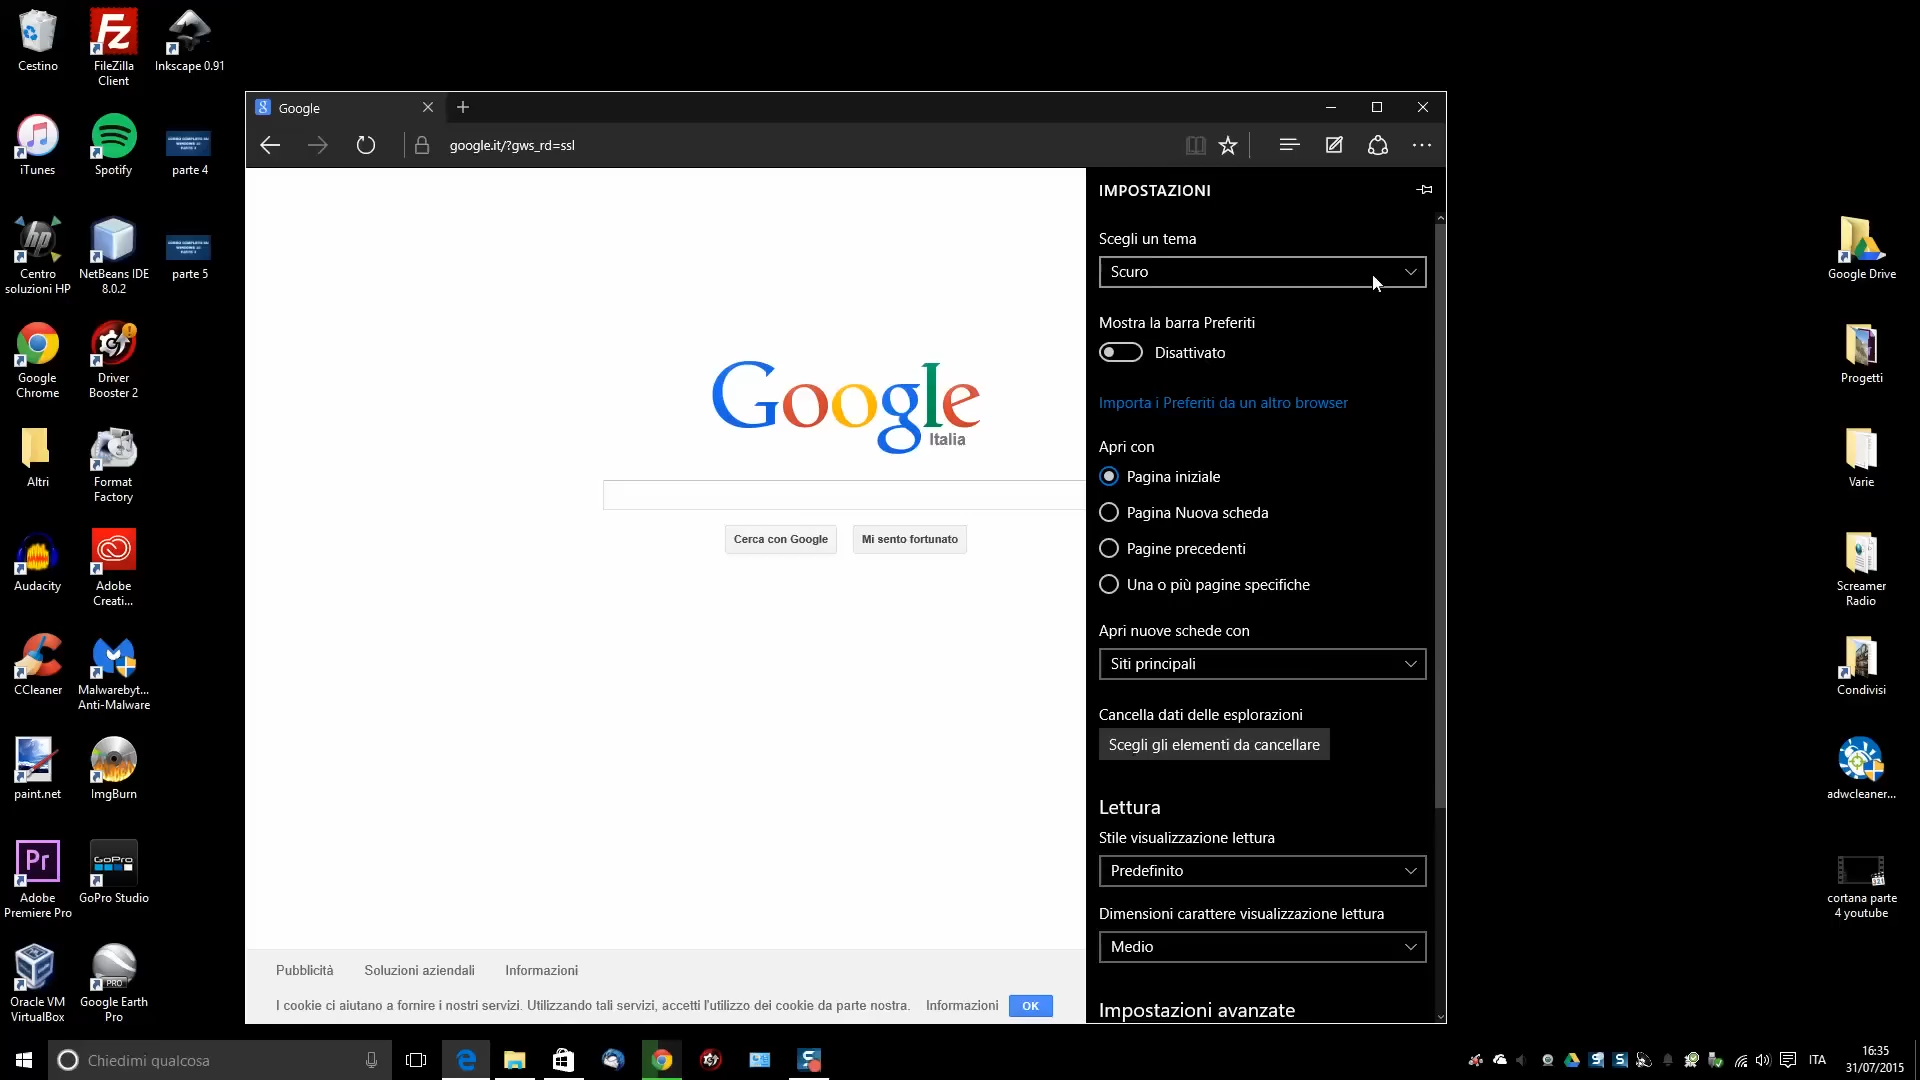 Cestino
FileZilla
Client
Inkscape 0.91
iTunes
Spotify
parte 4
Centro
soluzioni HP
NetBeans IDE
8.0.2
parte 5
Google
Chrome
Driver
Booster 2
Altri
Format
Factory
Audacity
Adobe
Creati...
CCleaner
Malwarebyt...
Anti-Malware
paint.net
ImgBurn
Adobe
Premiere Pro
GoPro Studio
Oracle VM
VirtualBox
Google Earth
Pro
Google
google.it/?gws_rd=ssl
Google
Italia
Cerca con Google
Mi sento fortunato
Pubblicità
Soluzioni aziendali
Informazioni
I cookie ci aiutano a fornire i nostri servizi. Utilizzando tali servizi, accetti l'utilizzo dei cookie da parte nostra.
Informazioni
OK
IMPOSTAZIONI
Scegli un tema
Scuro
Mostra la barra Preferiti
Disattivato
Importa i Preferiti da un altro browser
Apri con
Pagina iniziale
Pagina Nuova scheda
Pagine precedenti
Una o più pagine specifiche
Apri nuove schede con
Siti principali
Cancella dati delle esplorazioni
Scegli gli elementi da cancellare
Lettura
Stile visualizzazione lettura
Predefinito
Dimensioni carattere visualizzazione lettura
Medio
Impostazioni avanzate
Google Drive
Progetti
Varie
Screamer
Radio
Condivisi
adwcleaner...
cortana parte
4 youtube
Chiedimi qualcosa
ITA
16:35
31/07/2015